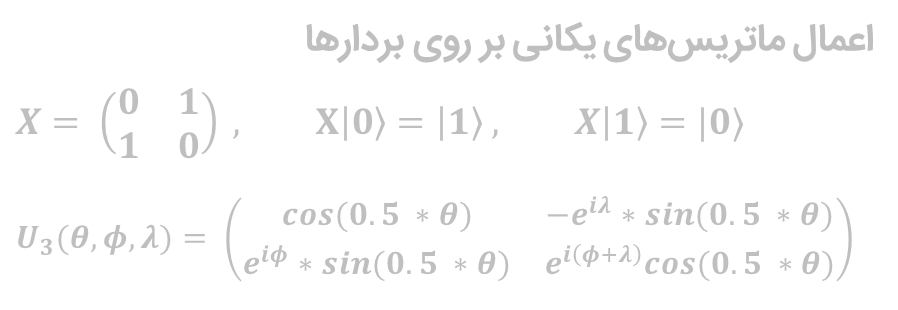 اعمال ماتریس‌های یکانی بر روی بردارها
X = (0 1
1 0), X|0⟩ = |1⟩, X|1⟩ = |0⟩
U₃(θ, ϕ, λ) = (cos(0.5 * θ) −e^{iλ} * sin(0.5 * θ)
e^{iϕ} * sin(0.5 * θ) e^{i(ϕ+λ)}cos(0.5 * θ))